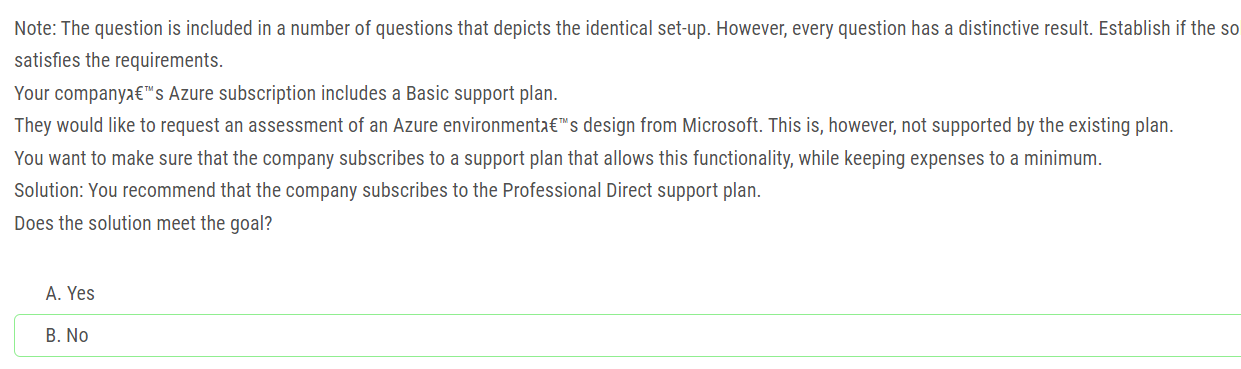 Note: The question is included in a number of questions that depicts the identical set-up. However, every question has a distinctive result. Establish if the so
satisfies the requirements.
Your companyג€™s Azure subscription includes a Basic support plan.
They would like to request an assessment of an Azure environmentג€™s design from Microsoft. This is, however, not supported by the existing plan.
You want to make sure that the company subscribes to a support plan that allows this functionality, while keeping expenses to a minimum.
Solution: You recommend that the company subscribes to the Professional Direct support plan.
Does the solution meet the goal?
A. Yes
B. No